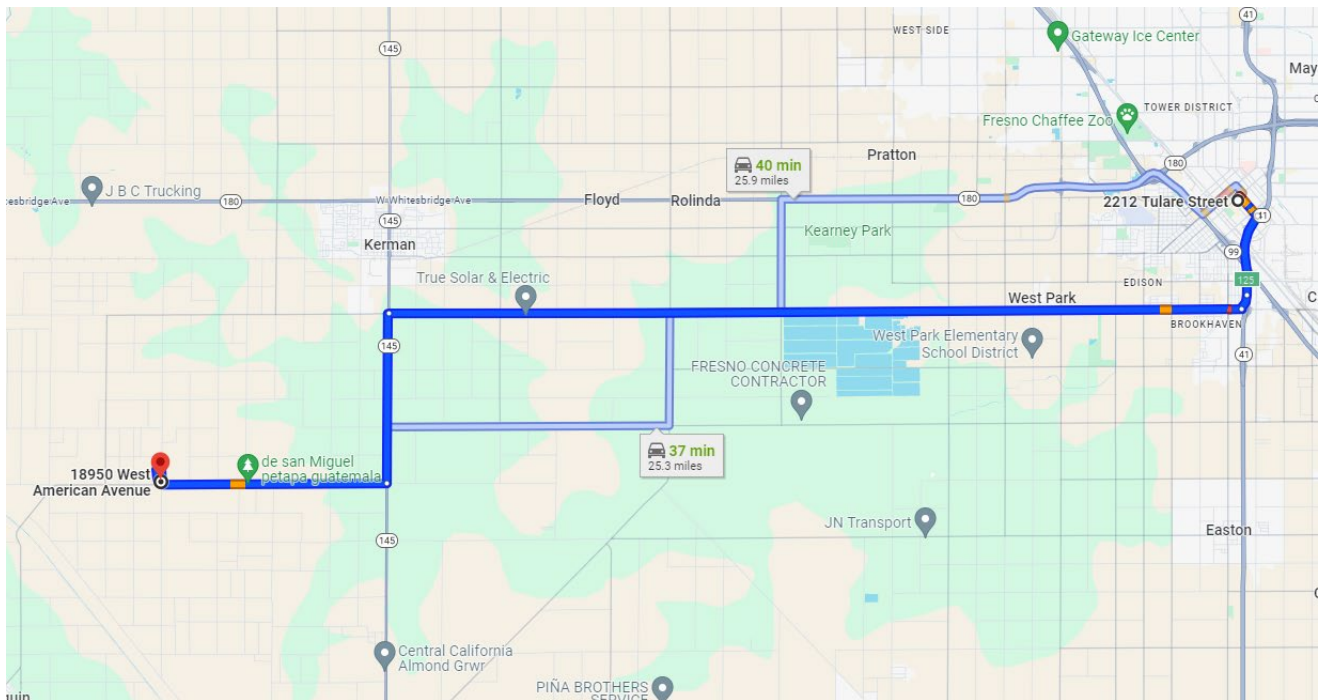 41
WEST SIDE
Gateway Ice Center
145
May
TOWER DISTRICT
Fresno Chaffee Zoo
40 min
25.9 miles
Pratton
180
J B C Trucking
180
W Whitesbridge Ave
Floyd
Rolinda
180
2212 Tulare Street
145
Kearney Park
Kerman
99
True Solar & Electric
EDISON
125
West Park
BROOKHAVEN
145
West Park Elementary
School District
41
FRESNO CONCRETE
CONTRACTOR
37 min
25.3 miles
de san Miguel
petapa guatemala
18950 West
American Avenue
JN Transport
Easton
145
Central California
Almond Grwr
PIÑA BROTHERS
SERVICE